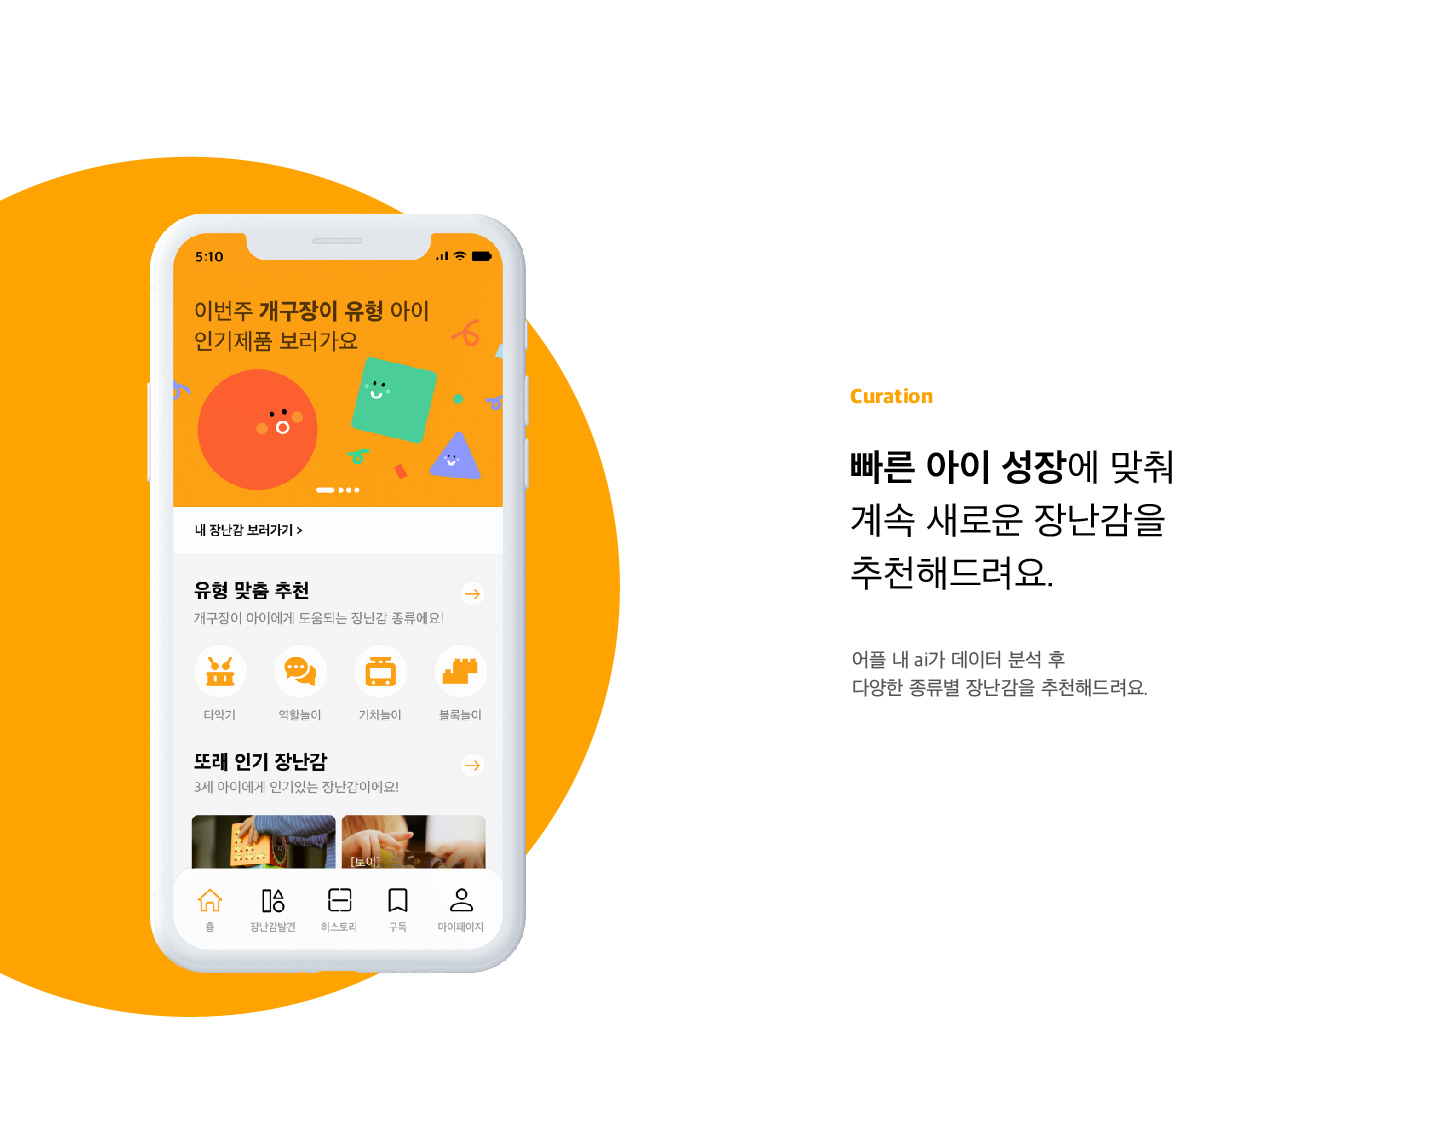 5:10
이번주 개구장이 유형 아이
인기제품 보러가요
내 장난감 보러가기 >
유형 맞춤 추천
개구장이 아이에게 도움되는 장난감 종류에요!
타악기
역할놀이
기차놀이
블록놀이
또래 인기 장난감
3세 아이에게 인기있는 장난감이에요!
[토이]
홈
장난감발견
히스토리
구독
마이페이지
Curation
빠른 아이 성장에 맞춰
계속 새로운 장난감을
추천해드려요.
어플 내 ai가 데이터 분석 후
다양한 종류별 장난감을 추천해드려요.